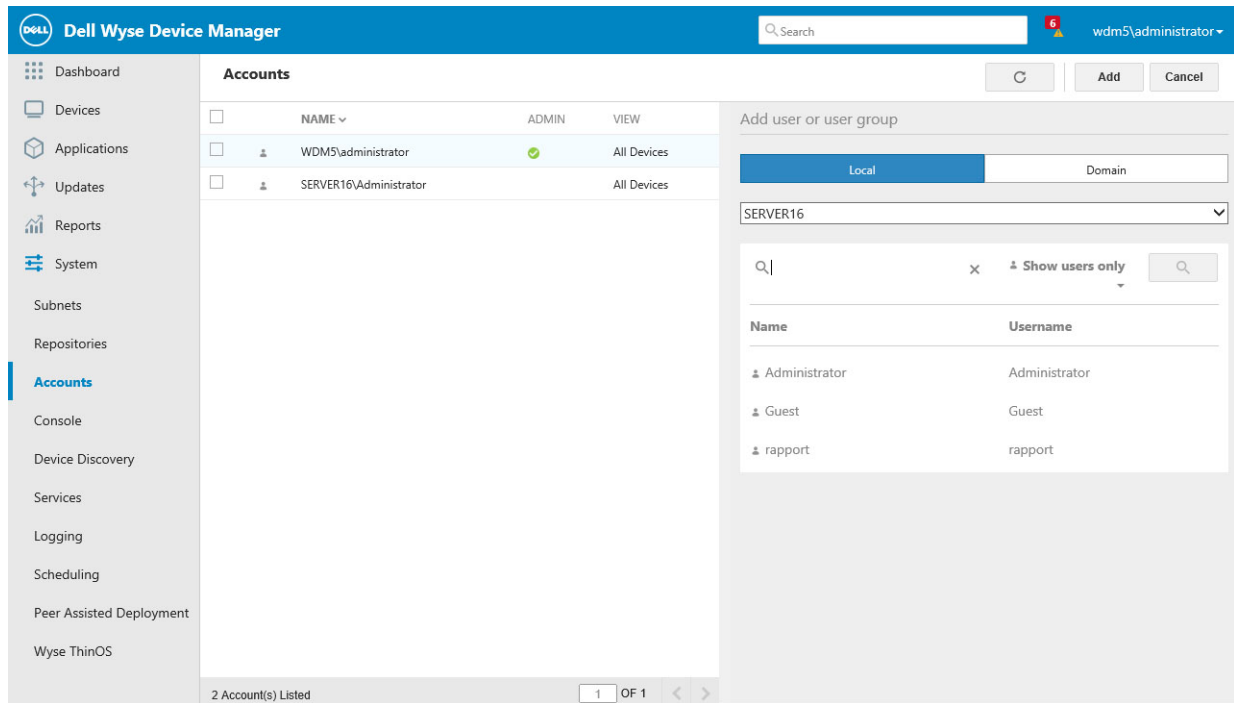 DELL Dell Wyse Device Manager
Search
6
wdm5\administrator
Dashboard
Devices
Applications
Updates
Reports
System
Subnets
Repositories
Accounts
Console
Device Discovery
Services
Logging
Scheduling
Peer Assisted Deployment
Wyse ThinOS
Accounts
Add
Cancel
NAME ADMIN VIEW
WDM5\administrator All Devices
SERVER16\Administrator All Devices
2 Account(s) Listed
1 OF 1
Add user or user group
Local Domain
SERVER16
Show users only
Name Username
Administrator Administrator
Guest Guest
rapport rapport